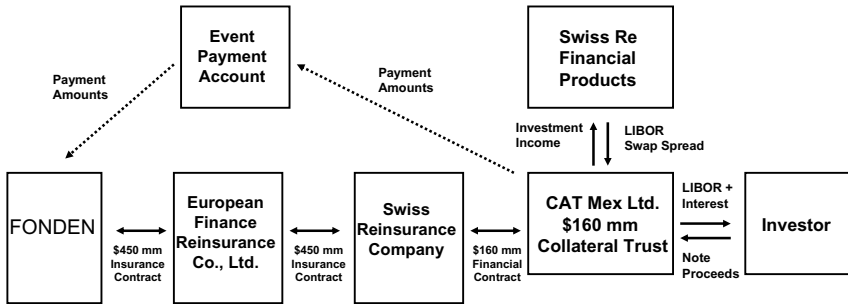 Event
Payment
Account
Swiss Re
Financial
Products
Payment
Amounts
Payment
Amounts
Investment
Income
LIBOR
Swap Spread
FONDEN
European
Finance
Reinsurance
Co., Ltd.
Swiss
Reinsurance
Company
CAT Mex Ltd.
$160 mm
Collateral Trust
LIBOR +
Interest
Investor
$450 mm
Insurance
Contract
$450 mm
Insurance
Contract
$160 mm
Financial
Contract
Note
Proceeds